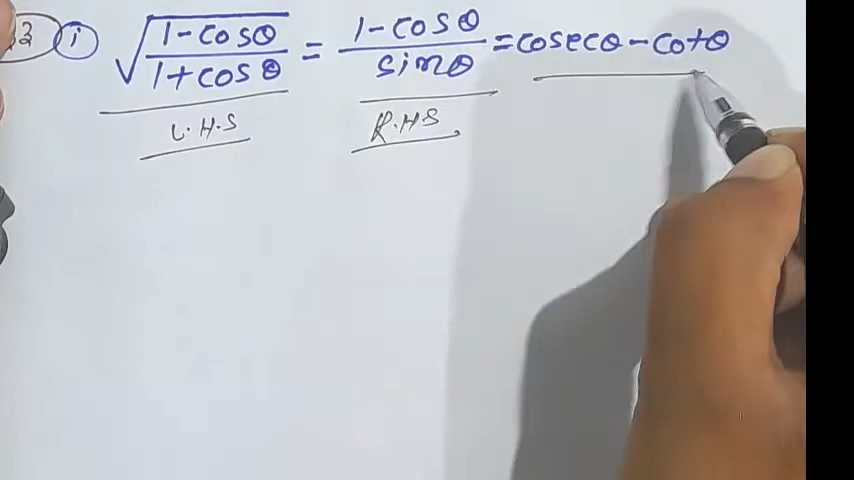 i √(1-cosθ / 1+cosθ) = 1-cosθ / sinθ = cosecθ-cotθ
L.H.S R.H.S